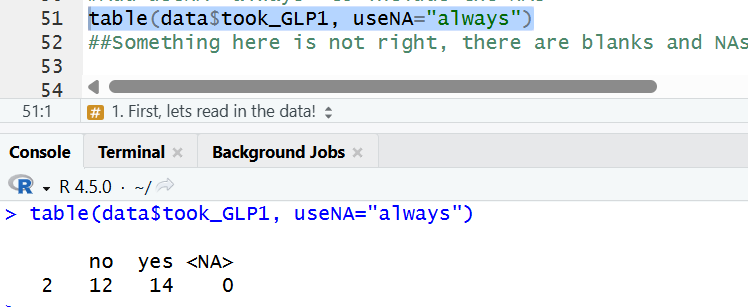 51 table(data$took_GLP1, useNA="always")
52 ##Something here is not right, there are blanks and NAs
53
54
51:1 # 1. First, lets read in the data!
Console Terminal Background Jobs
R R 4.5.0 · ~/
> table(data$took_GLP1, useNA="always")
no yes <NA>
2 12 14 0
>